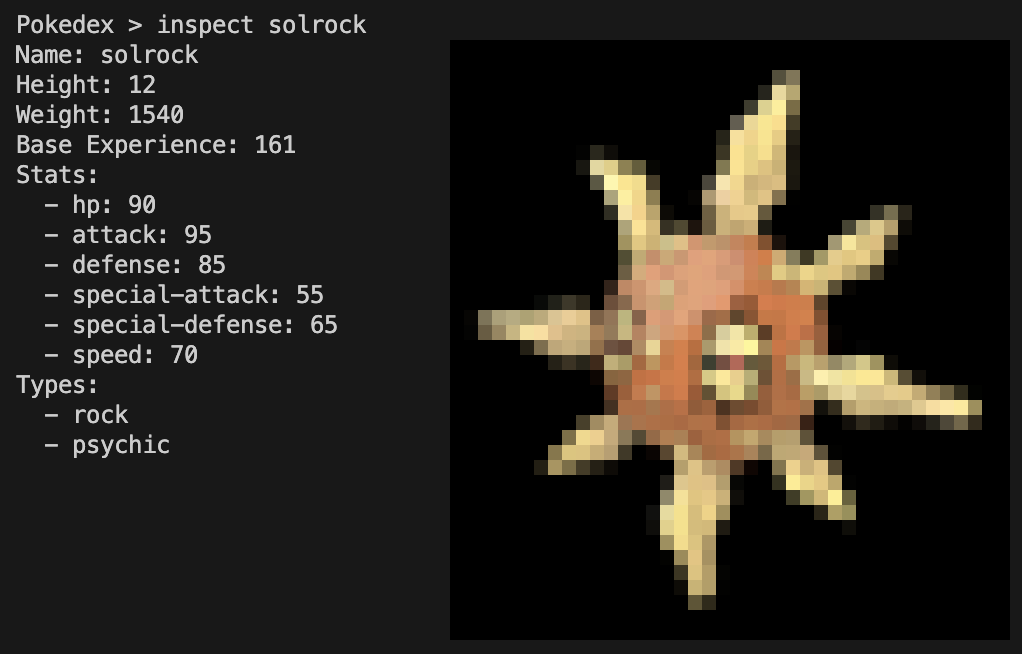 Pokedex > inspect solrock
Name: solrock
Height: 12
Weight: 1540
Base Experience: 161
Stats:
  - hp: 90
  - attack: 95
  - defense: 85
  - special-attack: 55
  - special-defense: 65
  - speed: 70
Types:
  - rock
  - psychic